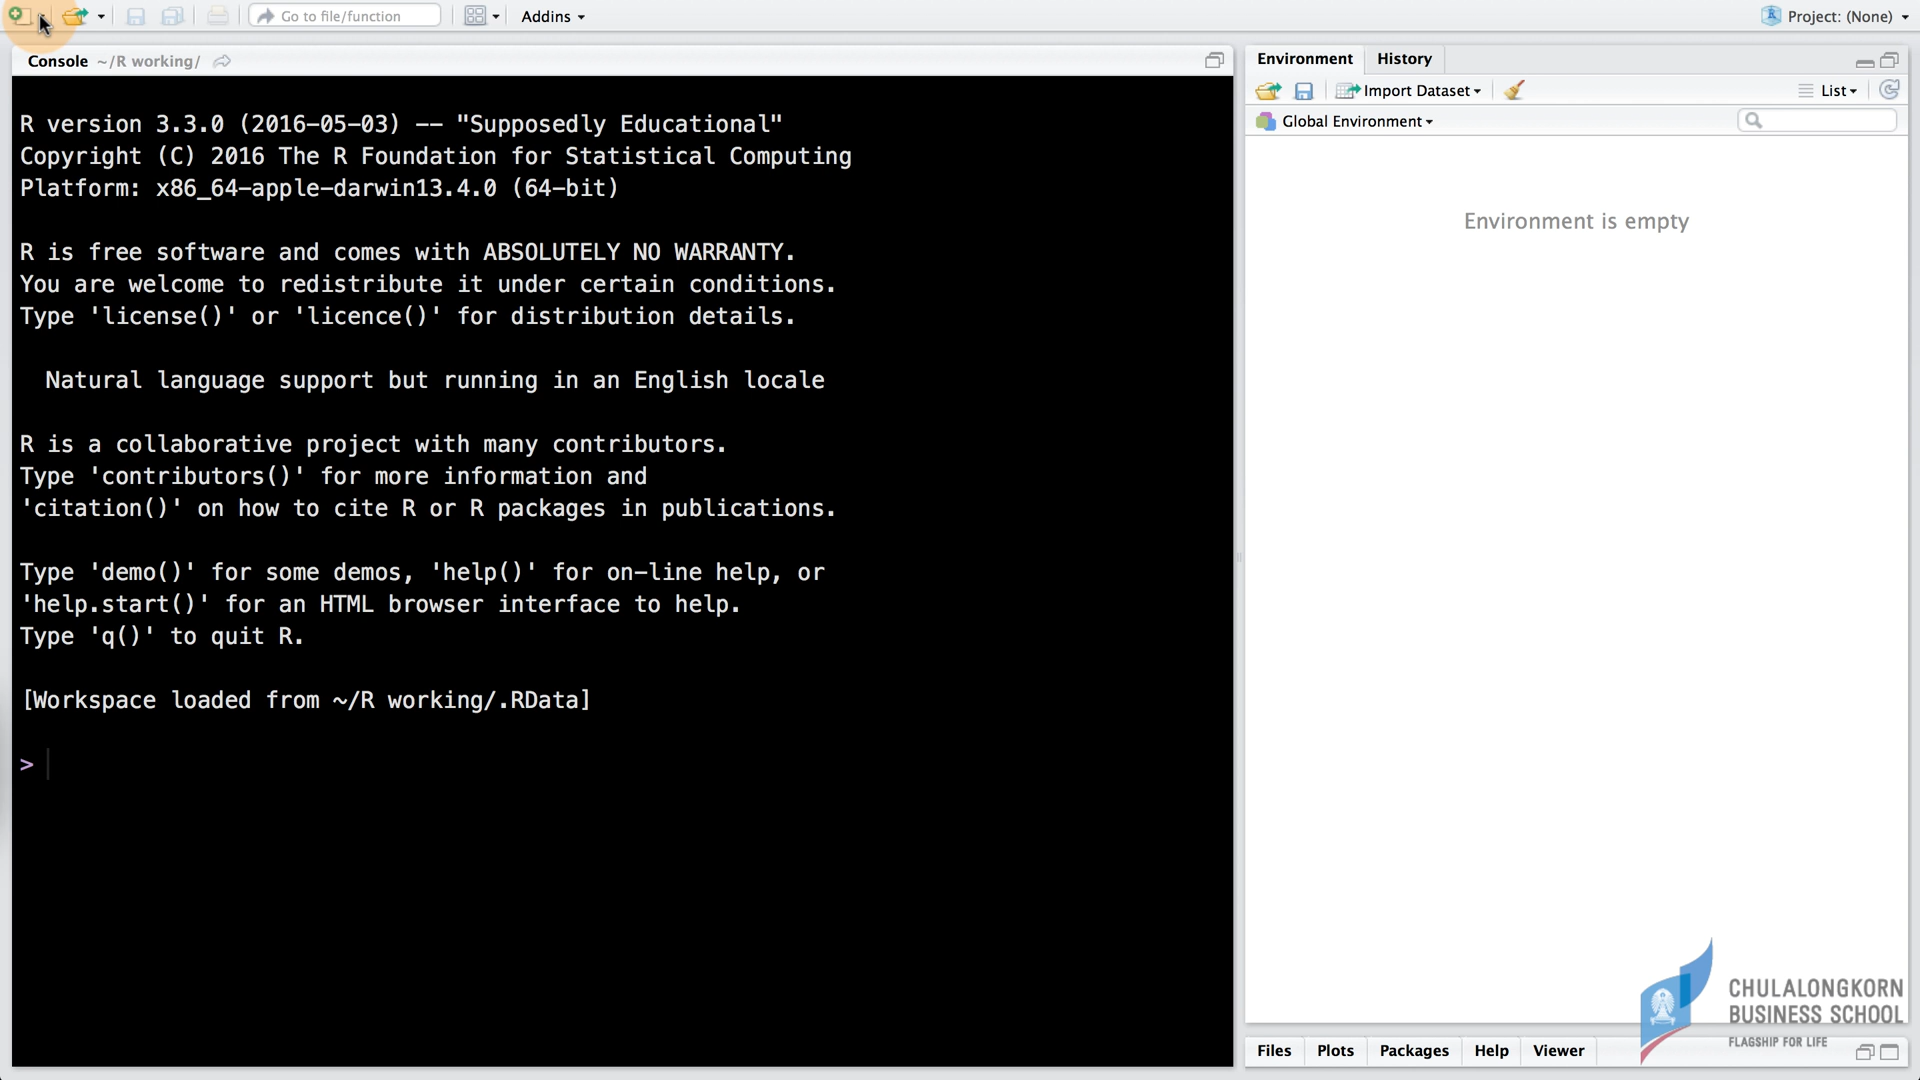 Go to file/function
Addins
Project: (None)
Console ~/R working/
Environment
History
Import Dataset
List
Global Environment
Environment is empty
R version 3.3.0 (2016-05-03) -- "Supposedly Educational"
Copyright (C) 2016 The R Foundation for Statistical Computing
Platform: x86_64-apple-darwin13.4.0 (64-bit)
R is free software and comes with ABSOLUTELY NO WARRANTY.
You are welcome to redistribute it under certain conditions.
Type 'license()' or 'licence()' for distribution details.
Natural language support but running in an English locale
R is a collaborative project with many contributors.
Type 'contributors()' for more information and
'citation()' on how to cite R or R packages in publications.
Type 'demo()' for some demos, 'help()' for on-line help, or
'help.start()' for an HTML browser interface to help.
Type 'q()' to quit R.
[Workspace loaded from ~/R working/.RData]
>
Files
Plots
Packages
Help
Viewer
CHULALONGKORN
BUSINESS SCHOOL
FLAGSHIP FOR LIFE